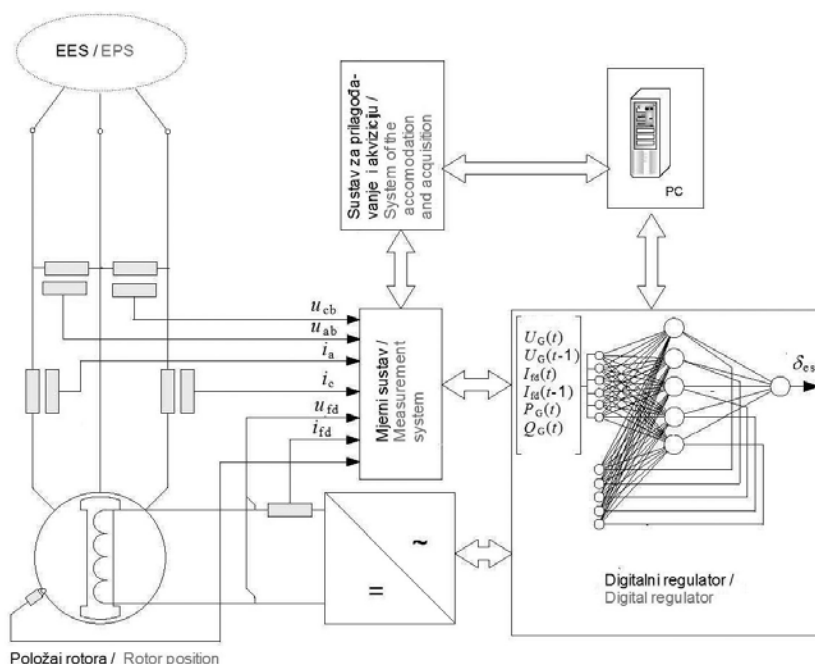 EES / EPS
Sustav za prilagođa-
vanje i akviziciju /
System of the
accomodation
and acquisition
PC
u_cb
u_ab
i_a
i_c
u_fd
i_fd
Mjerni sustav /
Measurement
system
U_G(t)
U_G(t-1)
I_fd(t)
I_fd(t-1)
P_G(t)
Q_G(t)
δ_es
~
=
Digitalni regulator /
Digital regulator
Položaj rotora / Rotor position